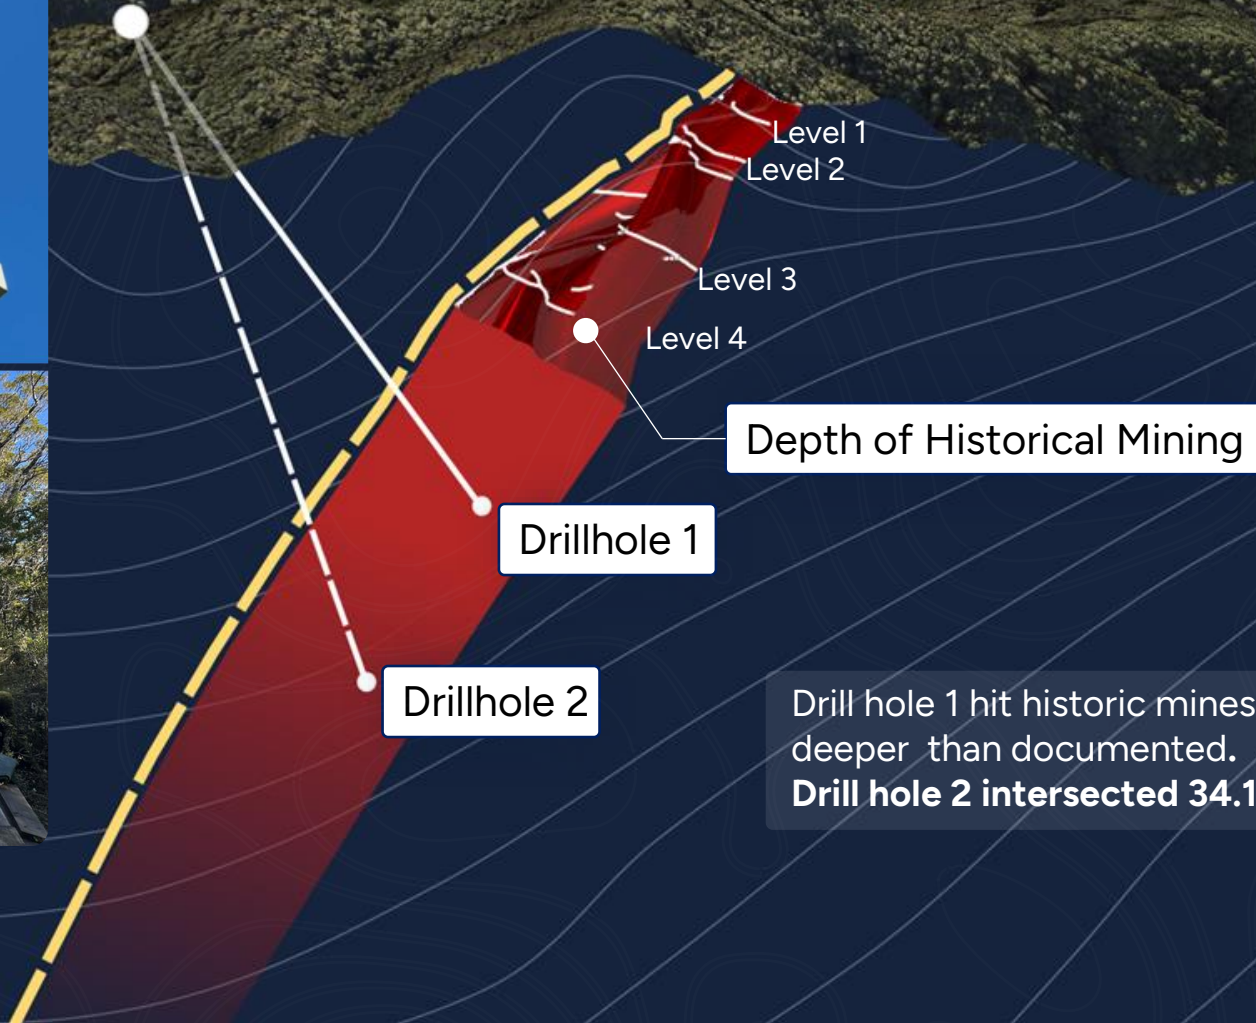 Level 1
Level 2
Level 3
Level 4
Depth of Historical Mining
Drillhole 1
Drillhole 2
Drill hole 1 hit historic mines
deeper than documented.
Drill hole 2 intersected 34.1